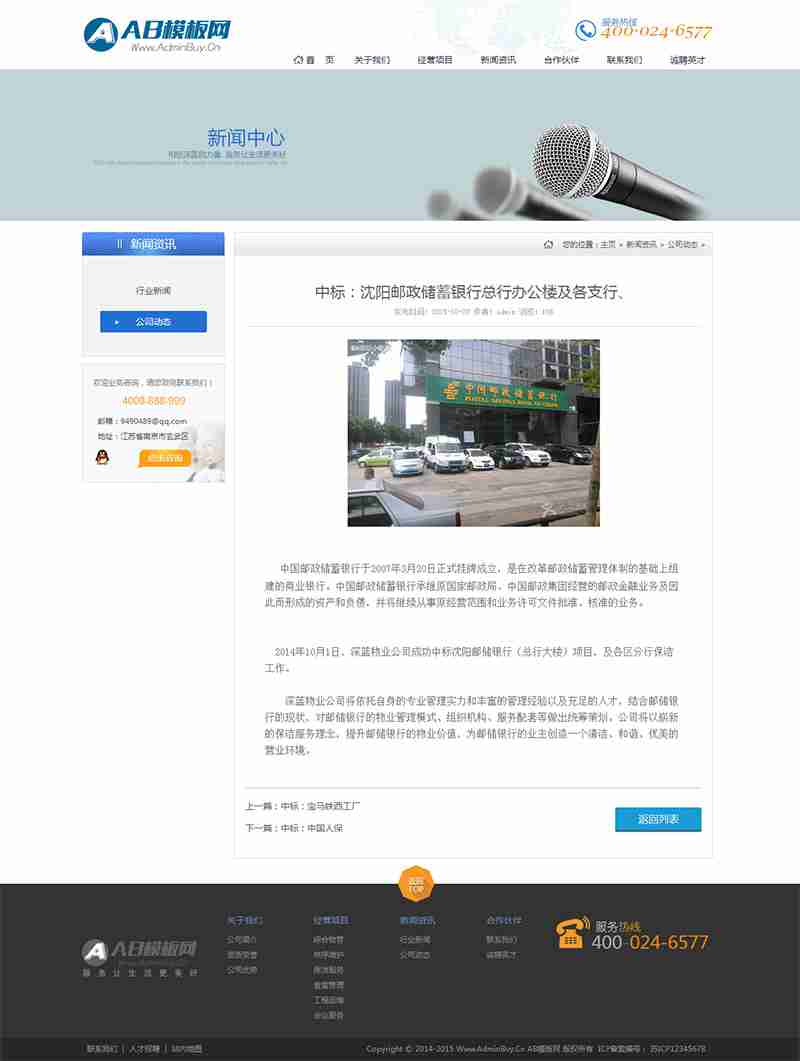 AB模板网
Www.AdminBuy.Cn
服务热线
400-024-6577
首 页 关于我们 经营项目 新闻资讯 合作伙伴 联系我们 诚聘英才
新闻中心
新闻资讯
行业新闻
公司动态
您的位置：主页 > 新闻资讯 > 公司动态 >
欢迎业务咨询，请您致电联系我们！
4008-888-999
邮箱：9490489@qq.com
地址：江苏省南京市玄武区
点击咨询
中标：沈阳邮政储蓄银行总行办公楼及各支行、
中国邮政储蓄银行
POSTAL SAVINGS BANK OF CHINA
中国邮政储蓄银行于2007年3月20日正式挂牌成立，是在改革邮政储蓄管理体制的基础上组
建的商业银行。中国邮政储蓄银行承继原国家邮政局、中国邮政集团经营的邮政金融业务及因
此而形成的资产和负债，并将继续从事原经营范围和业务许可文件批准、核准的业务。
2014年10月1日，深蓝物业公司成功中标沈阳邮储银行（总行大楼）项目，及各区分行保洁
工作。
深蓝物业公司将依托自身的专业管理实力和丰富的管理经验以及充足的人才，结合邮储银
行的现状，对邮储银行的物业管理模式、组织机构、服务配套等做出统筹策划，公司将以崭新
的保洁服务理念，提升邮储银行的物业价值，为邮储银行的业主创造一个清洁、和谐、优美的
营业环境。
上一篇：中标：宝马铁西工厂
下一篇：中标：中国人保
返回列表
返回
TOP
AB模板网
服 务 让 生 活 更 美 好
关于我们 经营项目 新闻资讯 合作伙伴
公司简介 综合物管 行业新闻 联系我们
资质荣誉 秩序维护 公司动态 诚聘英才
公司优势 保洁服务
工程运维
会议服务
服务热线
400-024-6577
联系我们 | 人才招聘 | 站内地图
Copyright © 2014-2015 Www.AdminBuy.Cn AB模板网 版权所有 ICP备案编号：苏ICP12345678